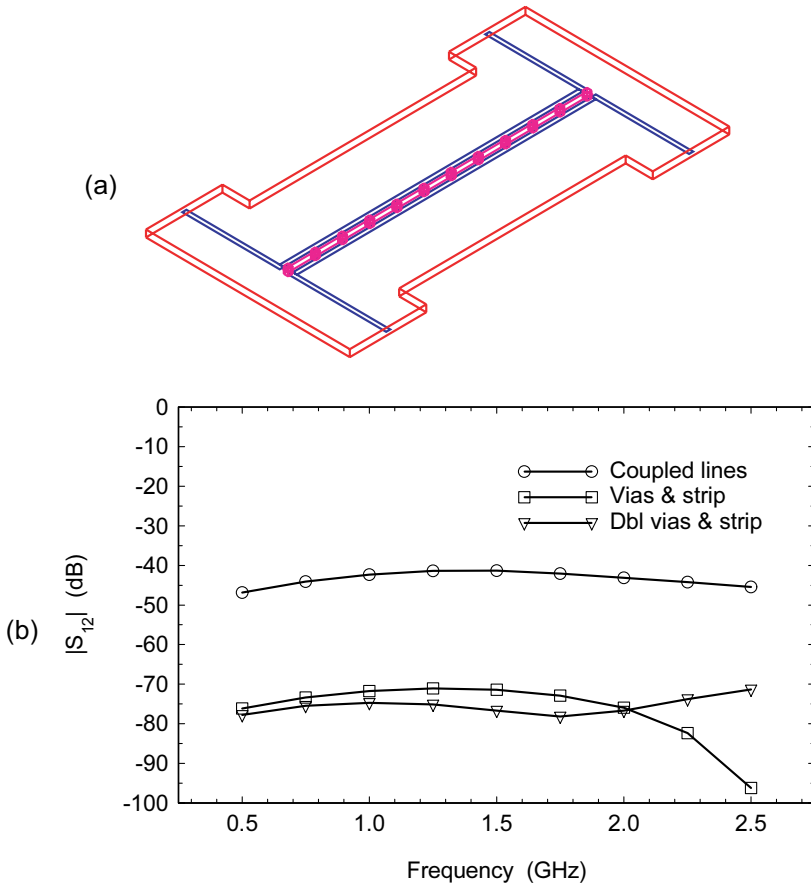 (a)
(b)
0
-10
-20
-30
-40
-50
-60
-70
-80
-90
-100
|S12| (dB)
Coupled lines
Vias & strip
Dbl vias & strip
0.5 1.0 1.5 2.0 2.5
Frequency (GHz)